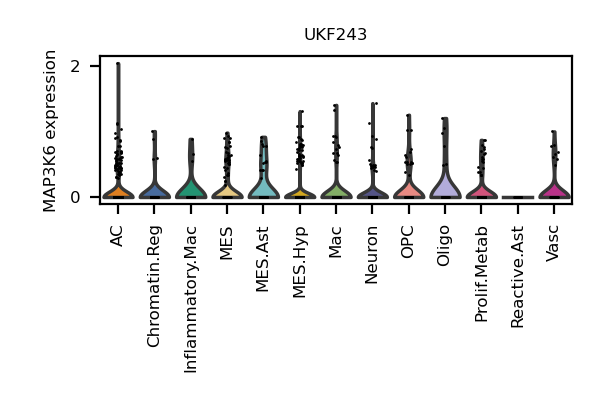 UKF243
MAP3K6 expression
2
0
AC
Chromatin.Reg
Inflammatory.Mac
MES
MES.Ast
MES.Hyp
Mac
Neuron
OPC
Oligo
Prolif.Metab
Reactive.Ast
Vasc